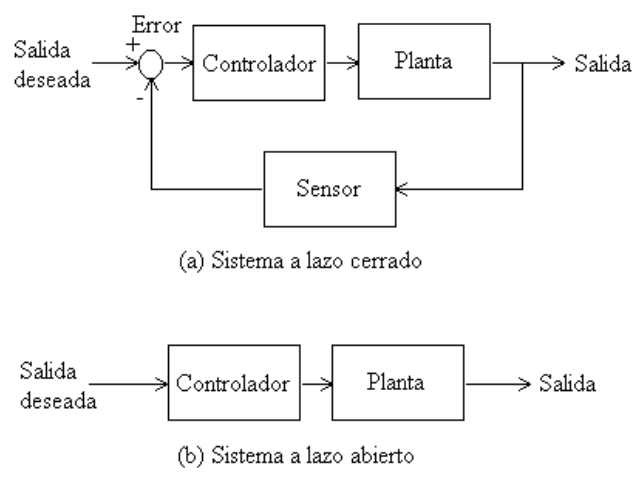 Error
+
Salida
deseada
Controlador
Planta
Salida
-
Sensor
(a) Sistema a lazo cerrado
Salida
deseada
Controlador
Planta
Salida
(b) Sistema a lazo abierto